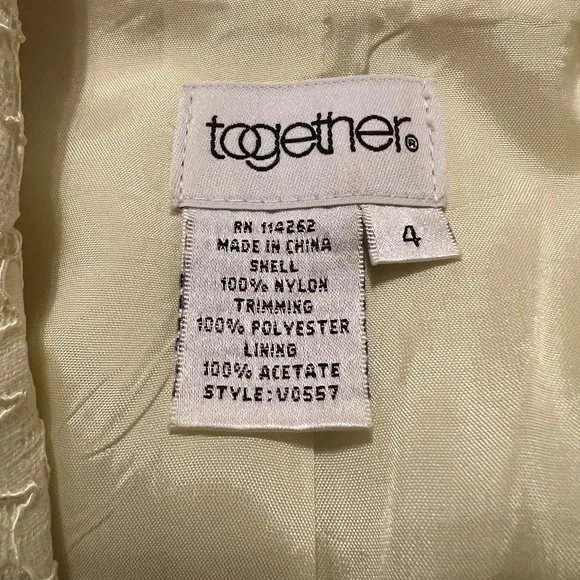 together®
4
RN 114262
MADE IN CHINA
SHELL
100% NYLON
TRIMMING
100% POLYESTER
LINING
100% ACETATE
STYLE:V0557